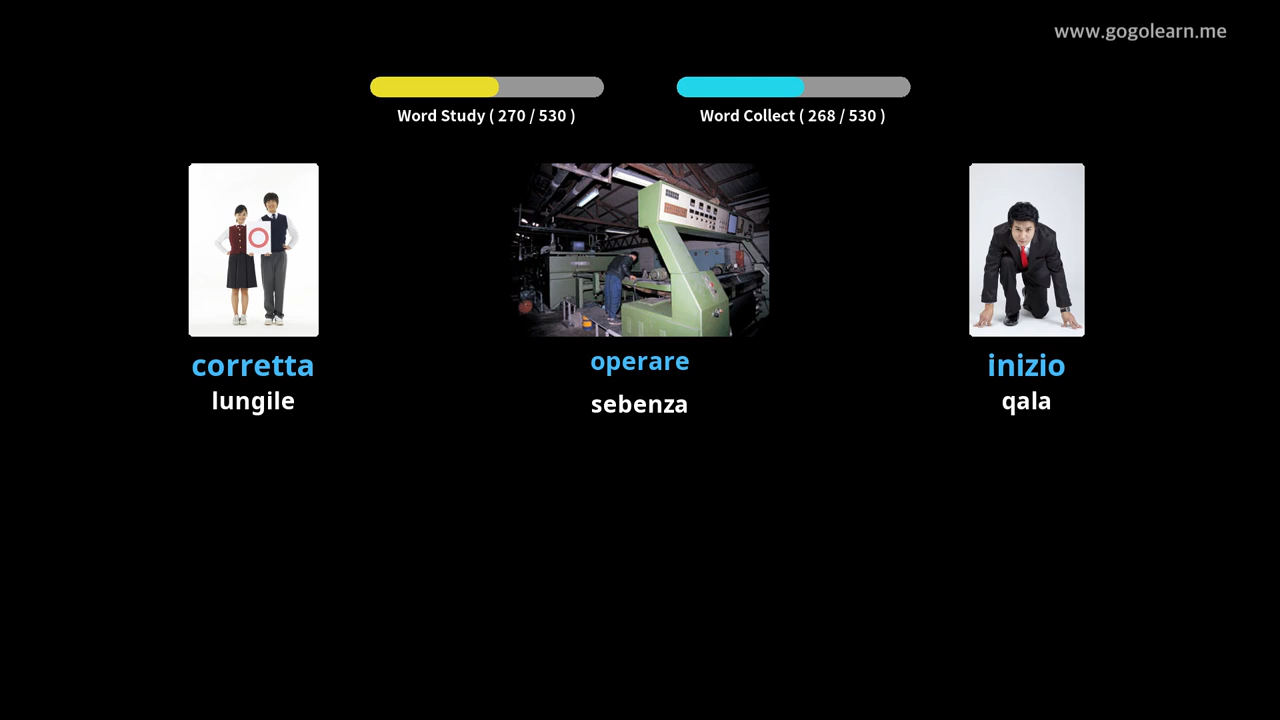 www.gogolearn.me
Word Study ( 270 / 530 )
Word Collect ( 268 / 530 )
corretta
lungile
operare
sebenza
inizio
qala